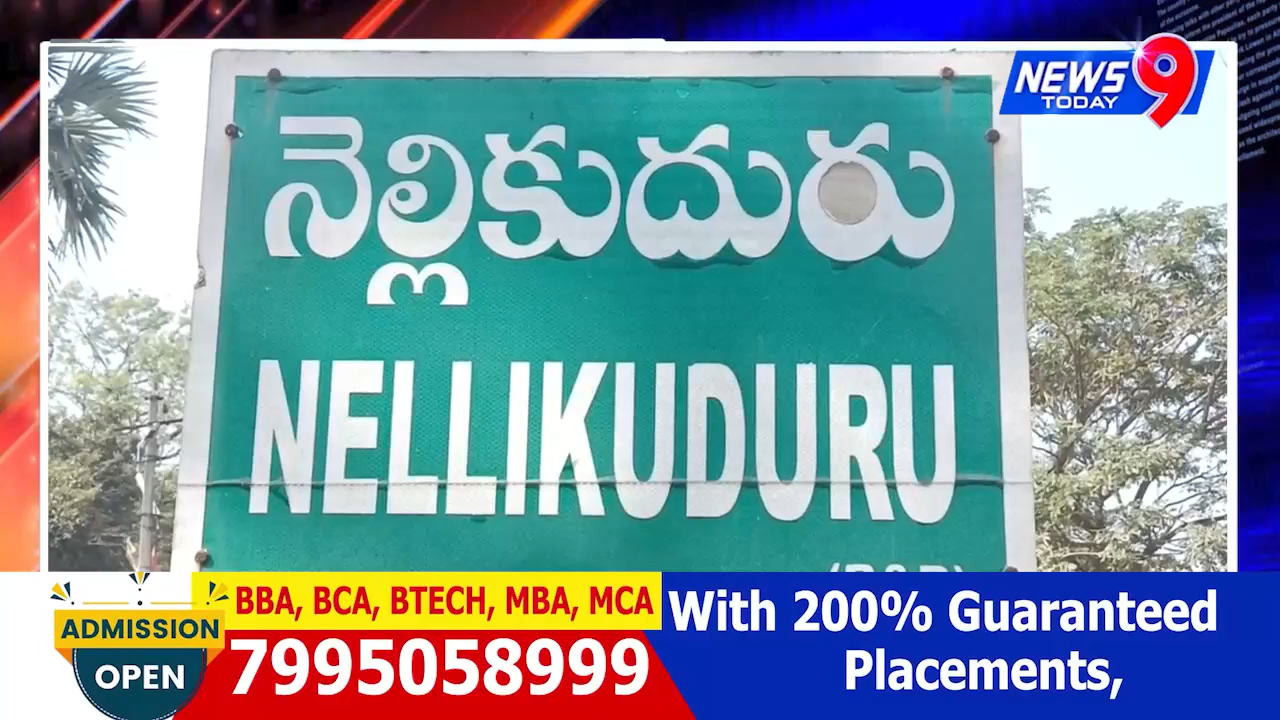 NEWS 9
TODAY
నెల్లికుదురు
NELLIKUDURU
ADMISSION
OPEN
BBA, BCA, BTECH, MBA, MCA
7995058999
With 200% Guaranteed
Placements,